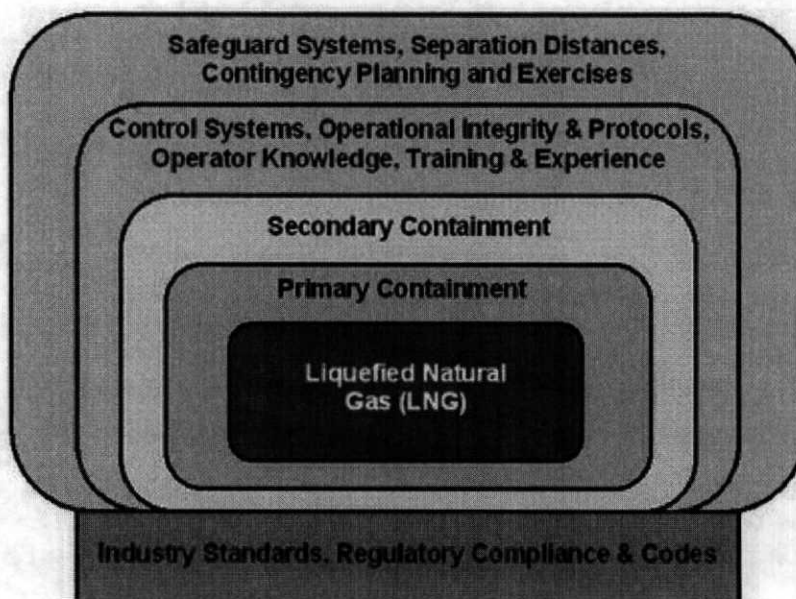 Safeguard Systems, Separation Distances,
Contingency Planning and Exercises
Control Systems, Operational Integrity & Protocols,
Operator Knowledge, Training & Experience
Secondary Containment
Primary Containment
Liquefied Natural
Gas (LNG)
Industry Standards, Regulatory Compliance & Codes